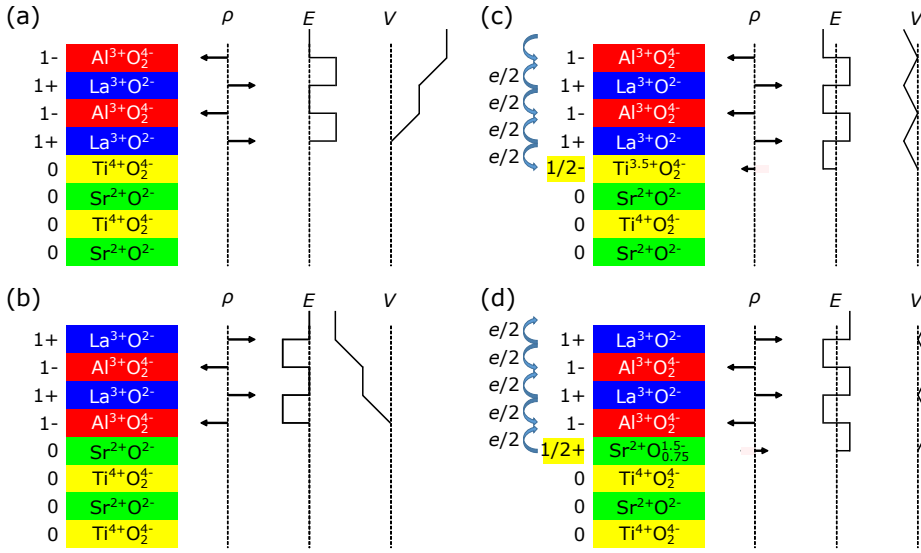 (a) ρ E V
1- Al³⁺O₂⁴⁻
1+ La³⁺O²⁻
1- Al³⁺O₂⁴⁻
1+ La³⁺O²⁻
0 Ti⁴⁺O₂⁴⁻
0 Sr²⁺O²⁻
0 Ti⁴⁺O₂⁴⁻
0 Sr²⁺O²⁻
(c) ρ E V
1- Al³⁺O₂⁴⁻
e/2 1+ La³⁺O²⁻
e/2 1- Al³⁺O₂⁴⁻
e/2 1+ La³⁺O²⁻
e/2 1/2- Ti³·⁵⁺O₂⁴⁻
0 Sr²⁺O²⁻
0 Ti⁴⁺O₂⁴⁻
0 Sr²⁺O²⁻
(b) ρ E V
1+ La³⁺O²⁻
1- Al³⁺O₂⁴⁻
1+ La³⁺O²⁻
1- Al³⁺O₂⁴⁻
0 Sr²⁺O²⁻
0 Ti⁴⁺O₂⁴⁻
0 Sr²⁺O²⁻
0 Ti⁴⁺O₂⁴⁻
(d) ρ E V
e/2 1+ La³⁺O²⁻
e/2 1- Al³⁺O₂⁴⁻
e/2 1+ La³⁺O²⁻
e/2 1- Al³⁺O₂⁴⁻
e/2 1/2+ Sr²⁺O₀.₇₅¹·⁵⁻
0 Ti⁴⁺O₂⁴⁻
0 Sr²⁺O²⁻
0 Ti⁴⁺O₂⁴⁻